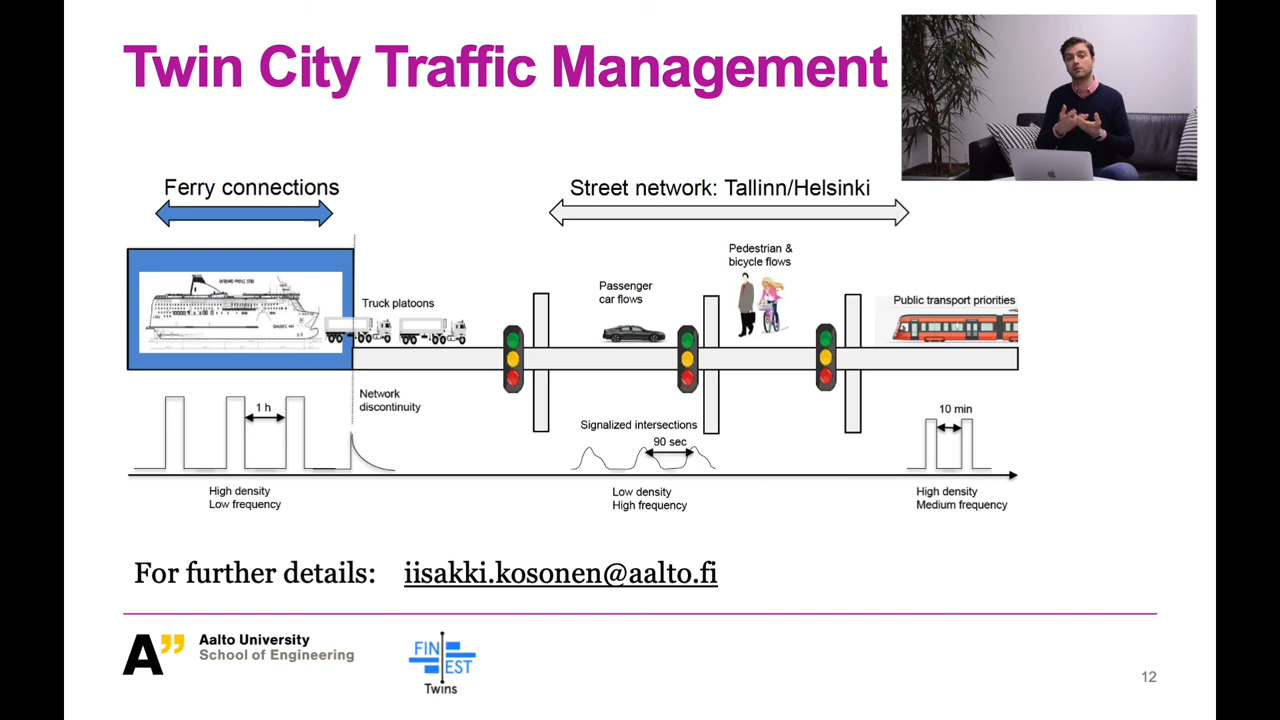 Twin City Traffic Management
Ferry connections
Street network: Tallinn/Helsinki
Pedestrian &
bicycle flows
Passenger
car flows
Truck platoons
Public transport priorities
Network
discontinuity
1 h
Signalized intersections
90 sec
10 min
High density
Low frequency
Low density
High frequency
High density
Medium frequency
For further details: iisakki.kosonen@aalto.fi
A”
Aalto University
School of Engineering
FIN
EST
Twins
12